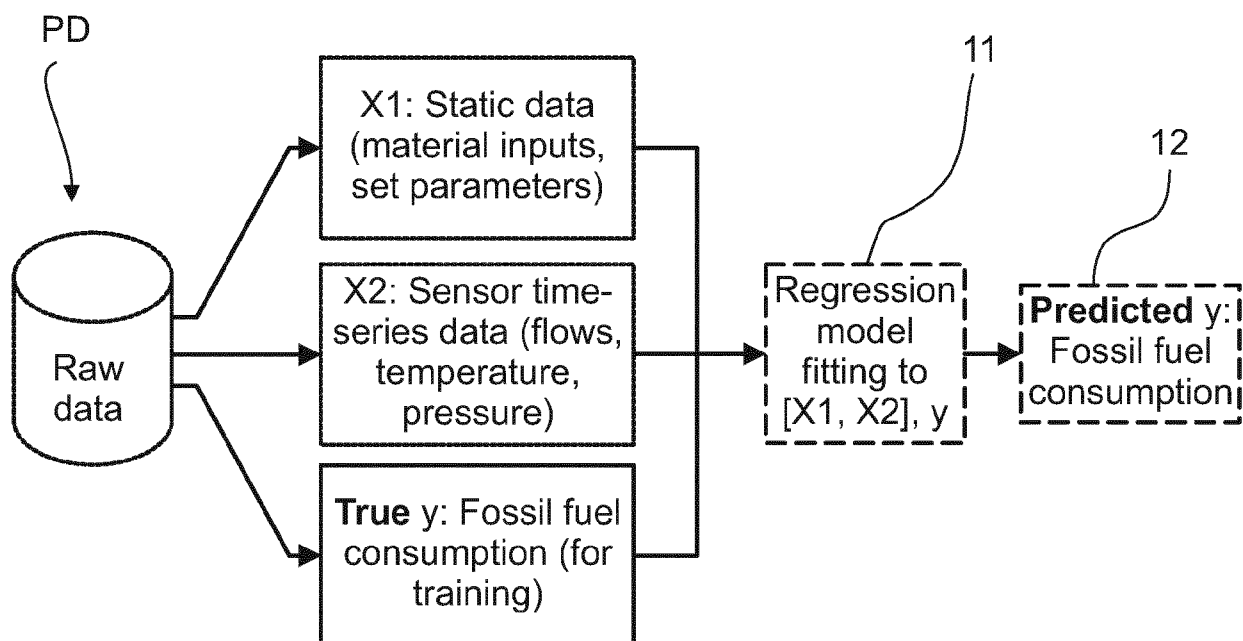 PD
Raw
data
X1: Static data
(material inputs,
set parameters)
X2: Sensor time-
series data (flows,
temperature,
pressure)
True y: Fossil fuel
consumption (for
training)
11
Regression
model
fitting to
[X1, X2], y
12
Predicted y:
Fossil fuel
consumption